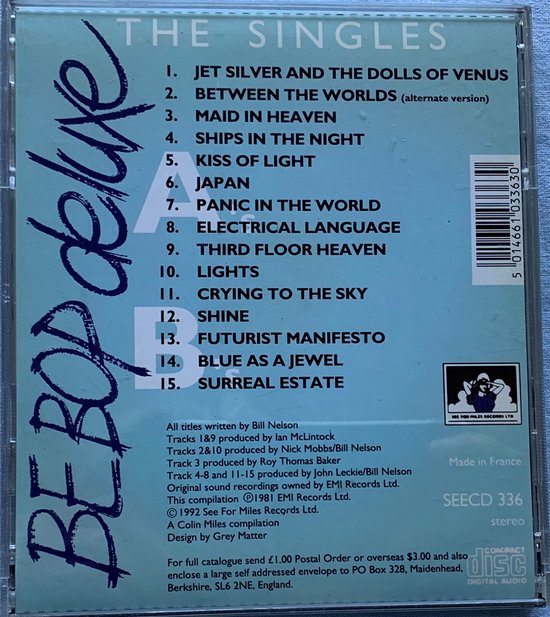 THE SINGLES
BE BOP deluxe
A's
B's
1. JET SILVER AND THE DOLLS OF VENUS
2. BETWEEN THE WORLDS (alternate version)
3. MAID IN HEAVEN
4. SHIPS IN THE NIGHT
5. KISS OF LIGHT
6. JAPAN
7. PANIC IN THE WORLD
8. ELECTRICAL LANGUAGE
9. THIRD FLOOR HEAVEN
10. LIGHTS
11. CRYING TO THE SKY
12. SHINE
13. FUTURIST MANIFESTO
14. BLUE AS A JEWEL
15. SURREAL ESTATE
5 014661 033630
SEE FOR MILES RECORDS LTD
All titles written by Bill Nelson
Tracks 1&9 produced by Ian McLintock
Tracks 2&10 produced by Nick Mobbs/Bill Nelson
Track 3 produced by Roy Thomas Baker
Track 4-8 and 11-15 produced by John Leckie/Bill Nelson
Original sound recordings owned by EMI Records Ltd.
This compilation ℗1981 EMI Records Ltd.
© 1992 See For Miles Records Ltd.
A Colin Miles compilation
Design by Grey Matter
Made in France
SEECD 336
stereo
For full catalogue send £1.00 Postal Order or overseas $3.00 and also
enclose a large self addressed envelope to PO Box 328, Maidenhead,
Berkshire, SL6 2NE, England.
COMPACT
disc
DIGITAL AUDIO